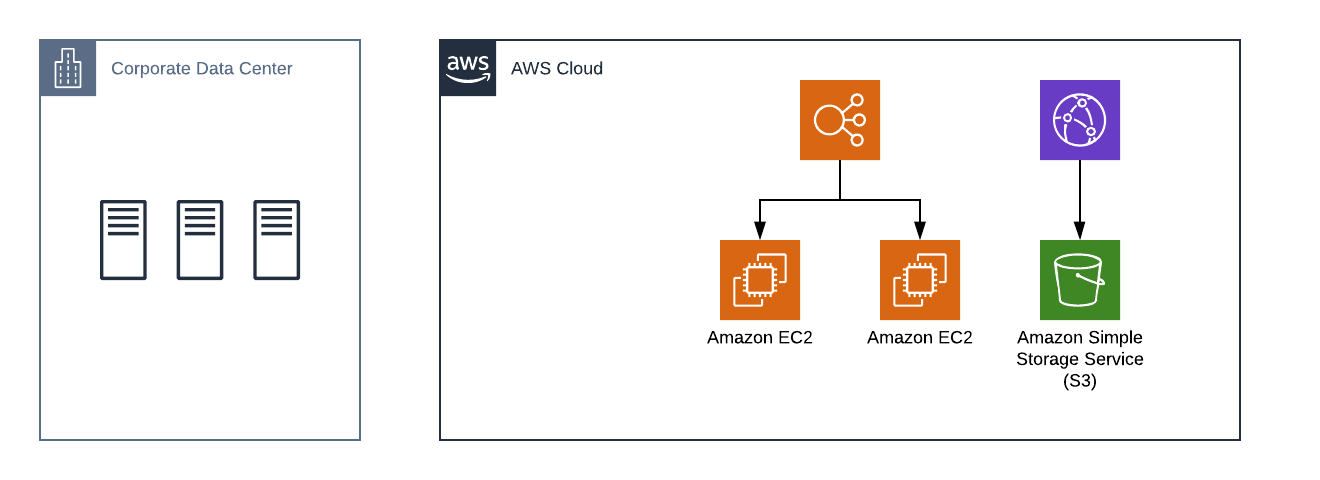 Corporate Data Center
aws
AWS Cloud
Amazon EC2
Amazon EC2
Amazon Simple
Storage Service
(S3)